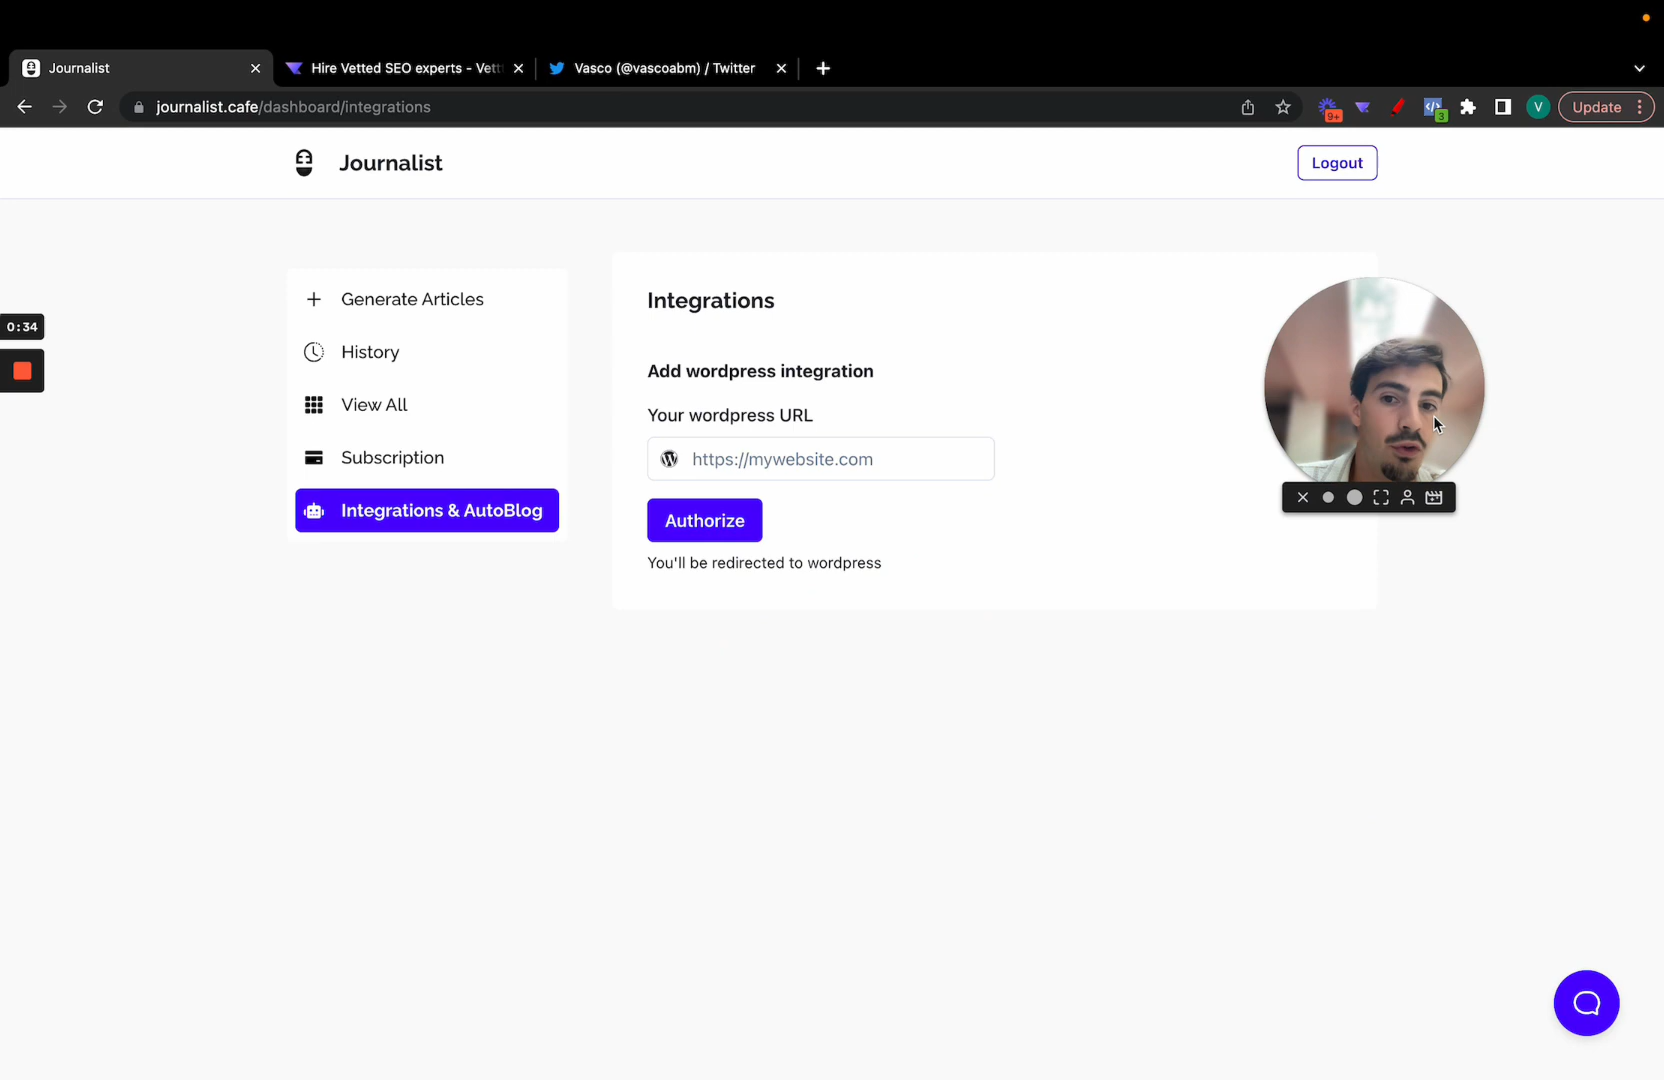 Journalist
Hire Vetted SEO experts - Vett
Vasco (@vascoabm) / Twitter
journalist.cafe/dashboard/integrations
9+
3
V
Update
Journalist
Logout
0:34
Generate Articles
History
View All
Subscription
Integrations & AutoBlog
Integrations
Add wordpress integration
Your wordpress URL
https://mywebsite.com
Authorize
You'll be redirected to wordpress